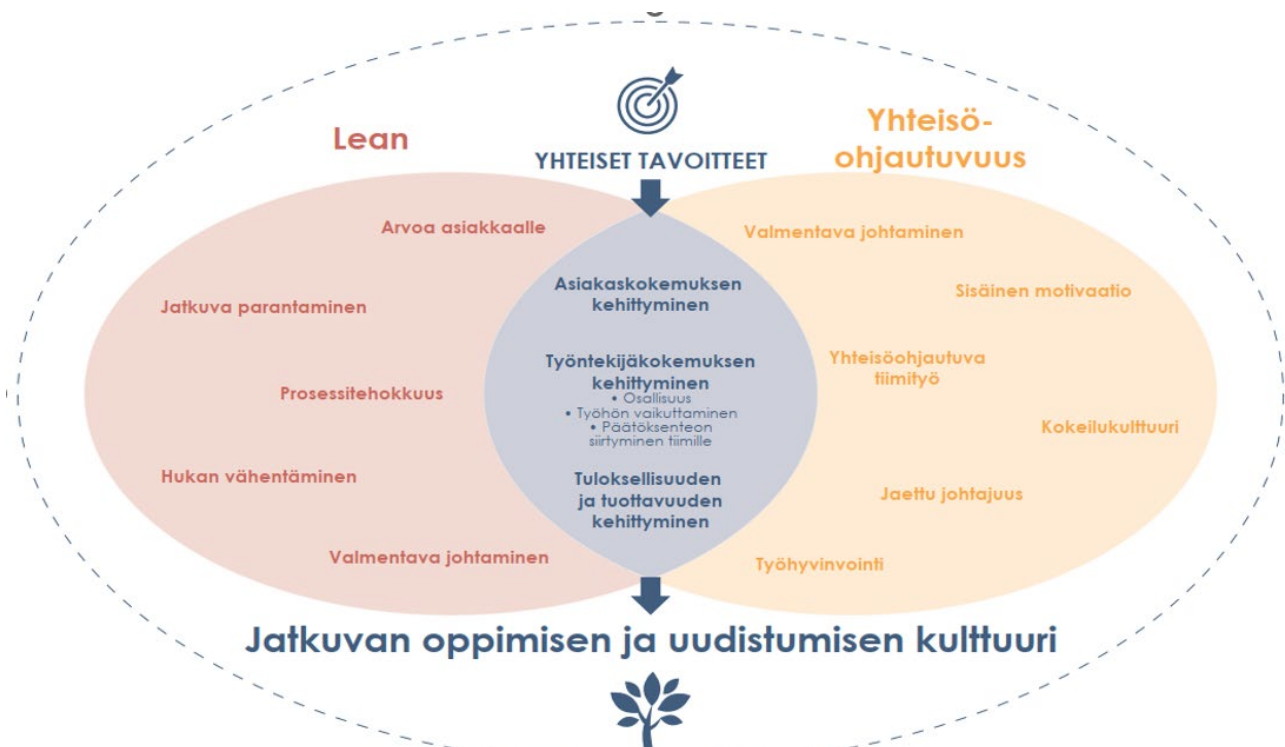 Lean
Yhteisö-
ohjautuvuus
YHTEISET TAVOITTEET
Arvoa asiakkaalle
Jatkuva parantaminen
Prosessitehokkuus
Hukan vähentäminen
Valmentava johtaminen
Asiakaskokemuksen
kehittyminen
Työntekijäkokemuksen
kehittyminen
• Osallisuus
• Työhön vaikuttaminen
• Päätöksenteon
siirtyminen tiimille
Tuloksellisuuden
ja tuottavuuden
kehittyminen
Valmentava johtaminen
Sisäinen motivaatio
Yhteisöohjautuva
tiimityö
Kokeilukulttuuri
Jaettu johtajuus
Työhyvinvointi
Jatkuvan oppimisen ja uudistumisen kulttuuri